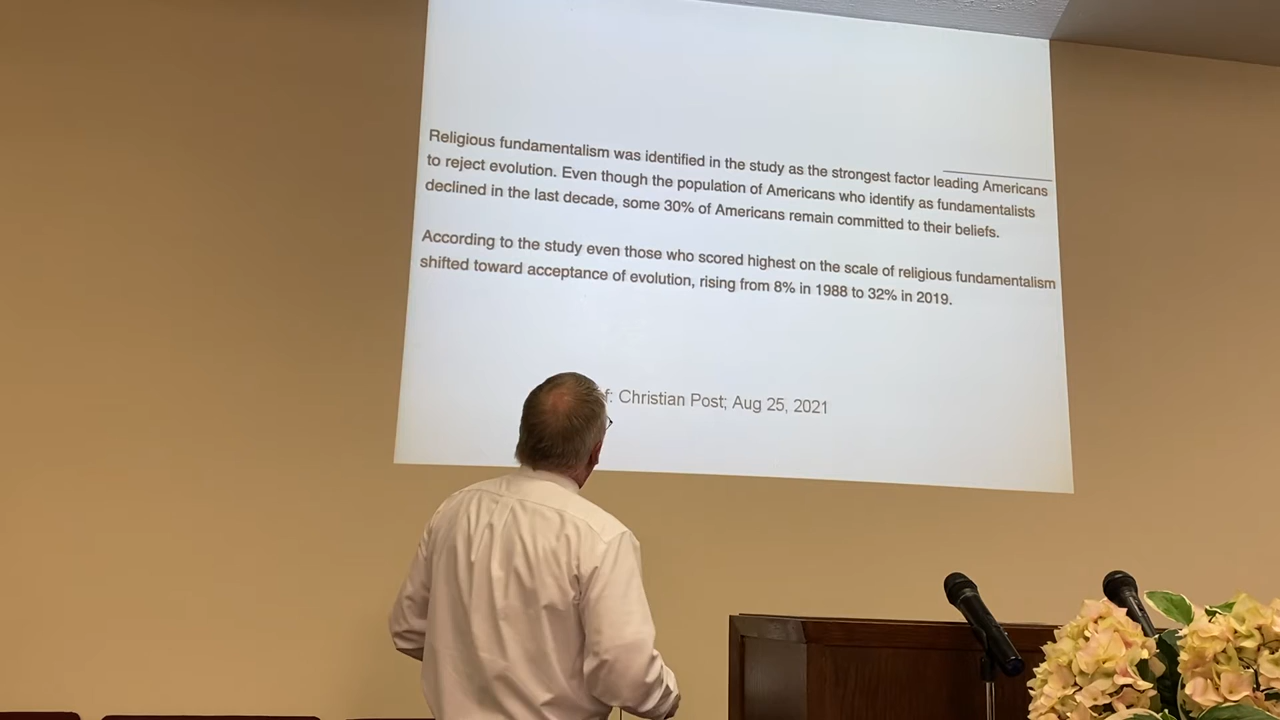 Religious fundamentalism was identified in the study as the strongest factor leading Americans
to reject evolution. Even though the population of Americans who identify as fundamentalists
declined in the last decade, some 30% of Americans remain committed to their beliefs.
According to the study even those who scored highest on the scale of religious fundamentalism
shifted toward acceptance of evolution, rising from 8% in 1988 to 32% in 2019.
f: Christian Post; Aug 25, 2021